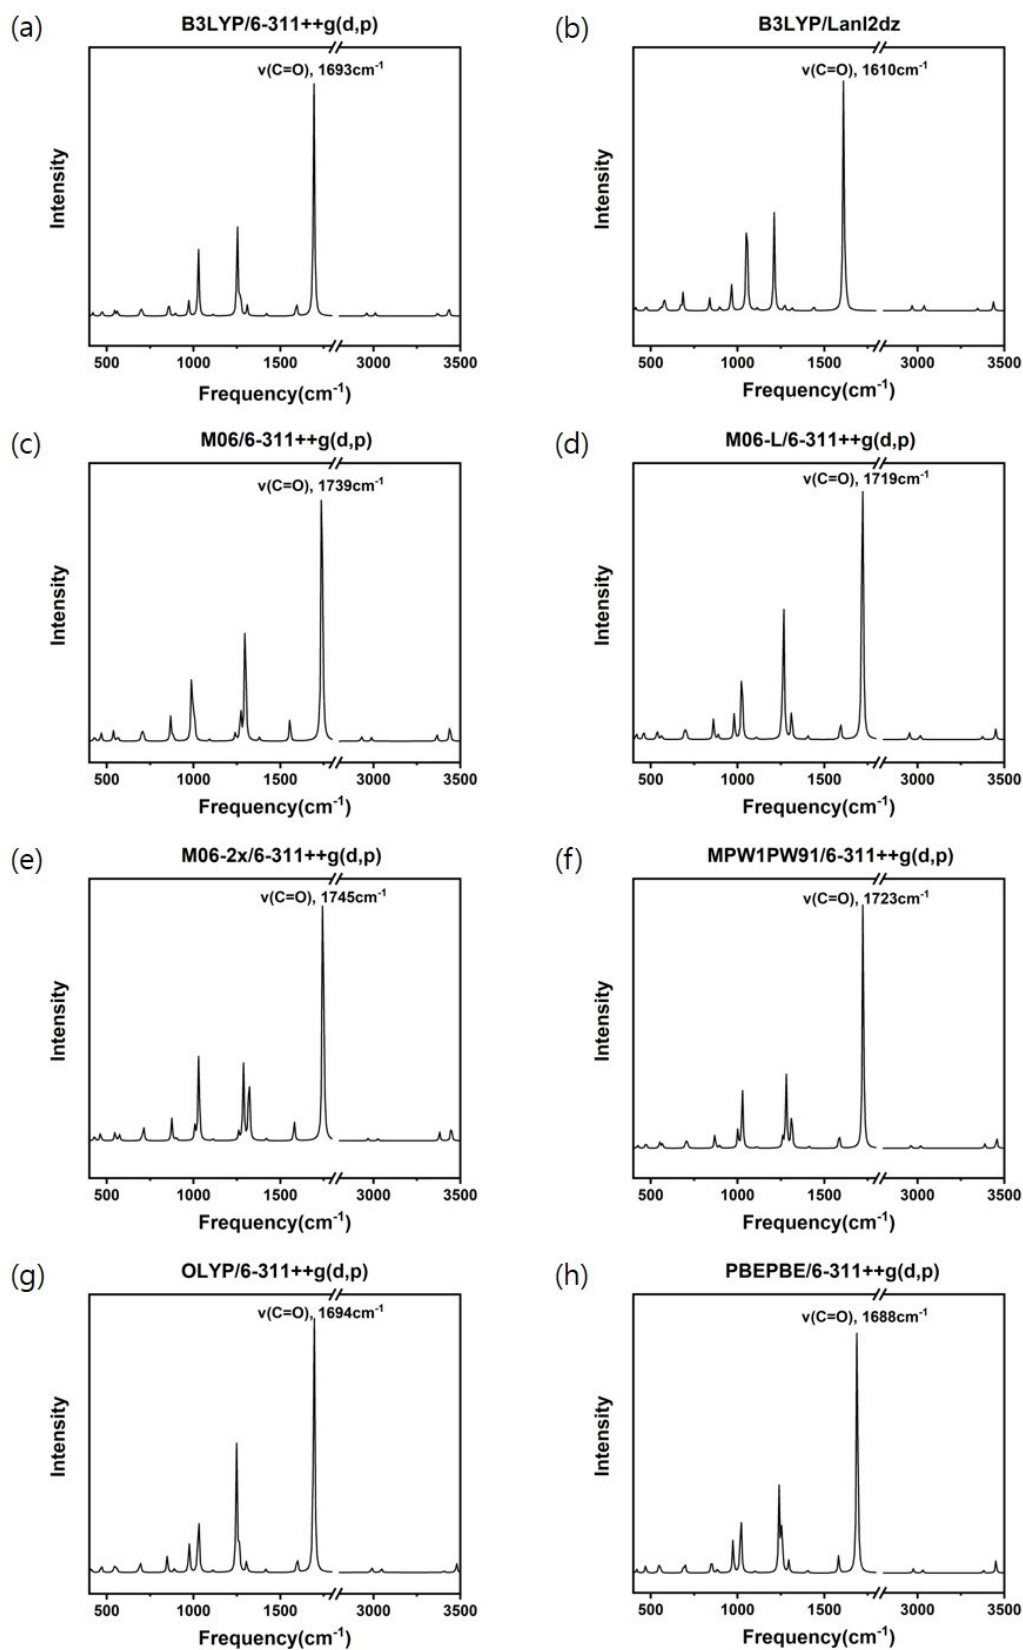 (a)
B3LYP/6-311++g(d,p)
ν(C=O), 1693cm⁻¹
Intensity
500 1000 1500 3000 3500
Frequency(cm⁻¹)
(b)
B3LYP/Lanl2dz
ν(C=O), 1610cm⁻¹
Intensity
500 1000 1500 3000 3500
Frequency(cm⁻¹)
(c)
M06/6-311++g(d,p)
ν(C=O), 1739cm⁻¹
Intensity
500 1000 1500 3000 3500
Frequency(cm⁻¹)
(d)
M06-L/6-311++g(d,p)
ν(C=O), 1719cm⁻¹
Intensity
500 1000 1500 3000 3500
Frequency(cm⁻¹)
(e)
M06-2x/6-311++g(d,p)
ν(C=O), 1745cm⁻¹
Intensity
500 1000 1500 3000 3500
Frequency(cm⁻¹)
(f)
MPW1PW91/6-311++g(d,p)
ν(C=O), 1723cm⁻¹
Intensity
500 1000 1500 3000 3500
Frequency(cm⁻¹)
(g)
OLYP/6-311++g(d,p)
ν(C=O), 1694cm⁻¹
Intensity
500 1000 1500 3000 3500
Frequency(cm⁻¹)
(h)
PBEPBE/6-311++g(d,p)
ν(C=O), 1688cm⁻¹
Intensity
500 1000 1500 3000 3500
Frequency(cm⁻¹)